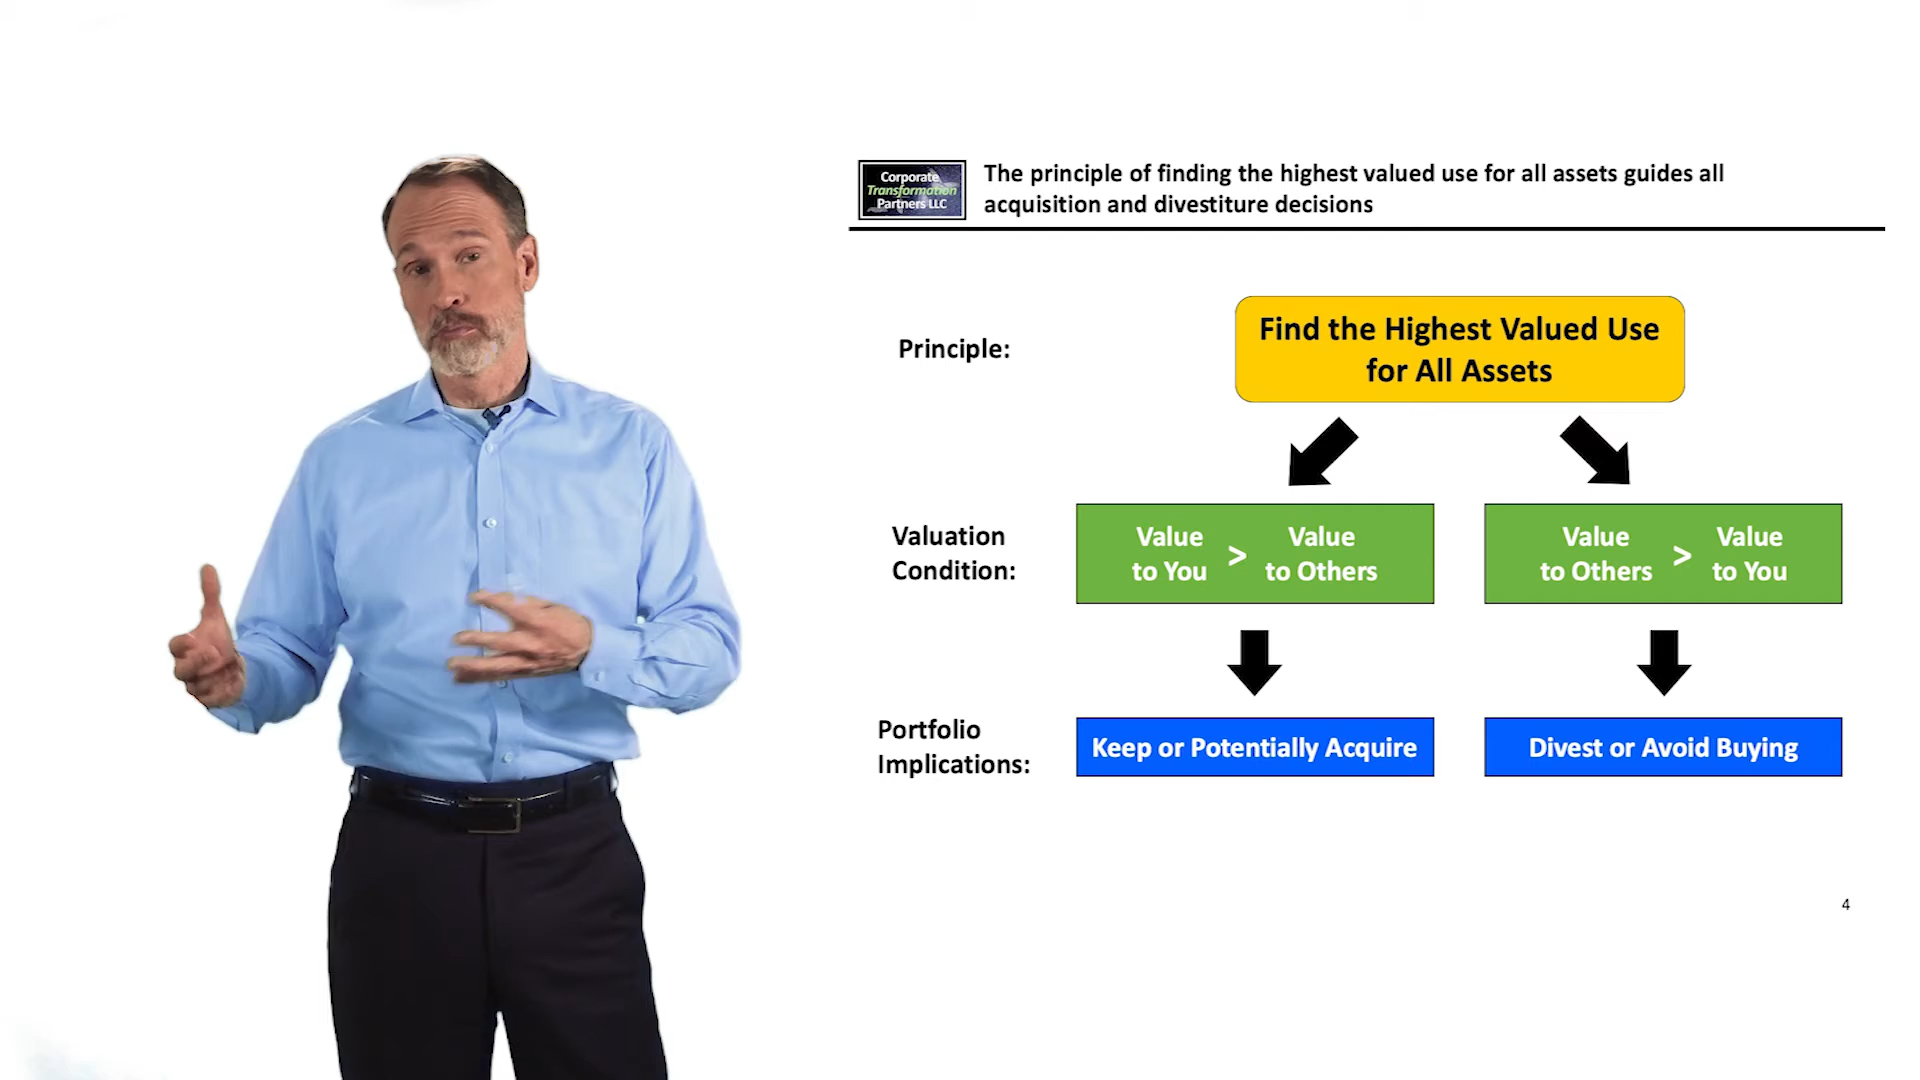 Corporate
Transformation
Partners LLC
The principle of finding the highest valued use for all assets guides all
acquisition and divestiture decisions
Principle:
Find the Highest Valued Use
for All Assets
Valuation
Condition:
Value
to You
>
Value
to Others
Value
to Others
>
Value
to You
Portfolio
Implications:
Keep or Potentially Acquire
Divest or Avoid Buying
4